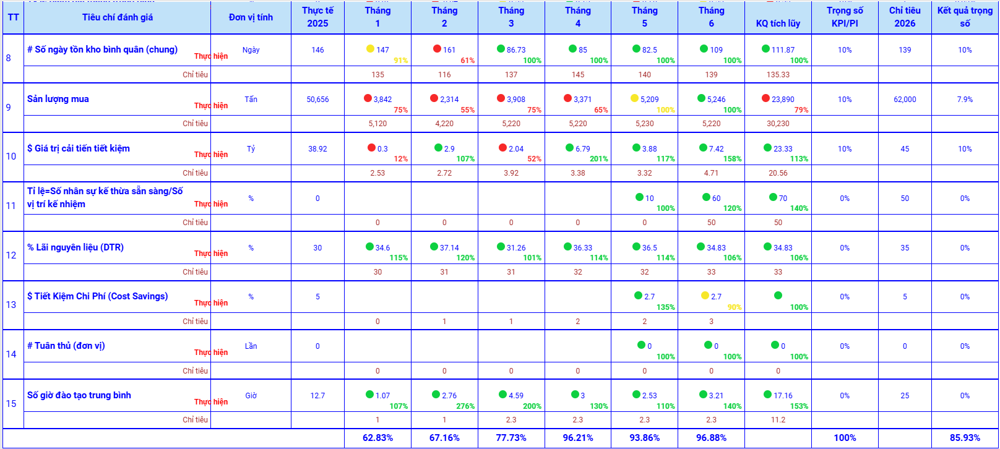 TT Tiêu chí đánh giá Đơn vị tính Thực tế 2025 Tháng 1 Tháng 2 Tháng 3 Tháng 4 Tháng 5 Tháng 6 KQ tích lũy Trọng số KPI/PI Chỉ tiêu 2026 Kết quả trọng số
8 # Số ngày tồn kho bình quân (chung) Thực hiện Ngày 146 147 91% 161 61% 86.73 100% 85 100% 82.5 100% 109 100% 111.87 100% 10% 139 10%
Chỉ tiêu 135 116 137 145 140 139 135.33
9 Sản lượng mua Thực hiện Tấn 50,656 3,842 75% 2,314 55% 3,908 75% 3,371 65% 5,209 100% 5,246 100% 23,890 79% 10% 62,000 7.9%
Chỉ tiêu 5,120 4,220 5,220 5,220 5,230 5,220 30,230
10 $ Giá trị cải tiến tiết kiệm Thực hiện Tỷ 38.92 0.3 12% 2.9 107% 2.04 52% 6.79 201% 3.88 117% 7.42 158% 23.33 113% 10% 45 10%
Chỉ tiêu 2.53 2.72 3.92 3.38 3.32 4.71 20.56
11 Tỉ lệ=Số nhân sự kế thừa sẵn sàng/Số vị trí kế nhiệm Thực hiện % 0 10 100% 60 120% 70 140% 0% 50 0%
Chỉ tiêu 0 0 0 0 0 50 50
12 % Lãi nguyên liệu (DTR) Thực hiện % 30 34.6 115% 37.14 120% 31.26 101% 36.33 114% 36.5 114% 34.83 106% 34.83 106% 0% 35 0%
Chỉ tiêu 30 31 31 32 32 33 33
13 $ Tiết Kiệm Chi Phí (Cost Savings) Thực hiện % 5 2.7 135% 2.7 90% 100% 0% 5 0%
Chỉ tiêu 0 1 1 2 2 3
14 # Tuân thủ (đơn vị) Thực hiện Lần 0 0 100% 0 100% 0 100% 0% 0 0%
Chỉ tiêu 0 0 0 0 0 0 0
15 Số giờ đào tạo trung bình Thực hiện Giờ 12.7 1.07 107% 2.76 276% 4.59 200% 3 130% 2.53 110% 3.21 140% 17.16 153% 0% 25 0%
Chỉ tiêu 1 1 2.3 2.3 2.3 2.3 11.2
62.83% 67.16% 77.73% 96.21% 93.86% 96.88% 100% 85.93%